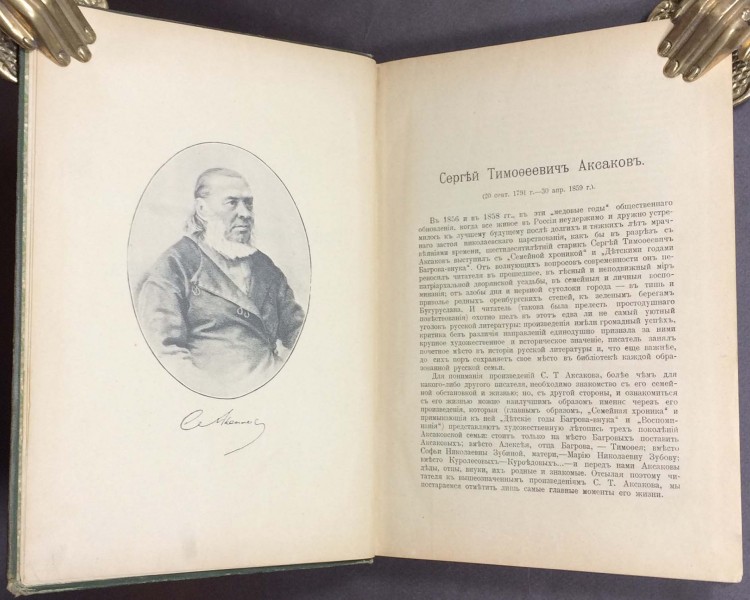 С. Аксаков
Сергѣй Тимоѳеевичъ Аксаковъ.
(20 сент. 1791 г.—30 апр. 1859 г.).
Въ 1856 и въ 1858 гг., въ эти „медовые годы" общественнаго
обновленія, когда все живое въ Россіи неудержимо и дружно устре-
милось къ лучшему будущему послѣ долгихъ и тяжкихъ лѣтъ мрач-
наго застоя николаевскаго царствованія, какъ бы въ разрѣзъ съ
вѣяніями времени, шестидесятилѣтній старикъ Сергѣй Тимоѳеевичъ
Аксаковъ выступилъ съ „Семейной хроникой" и „Дѣтскими годами
Багрова-внука". Отъ волнующихъ вопросовъ современности онъ пе-
реносилъ читателя въ прошедшее, въ тѣсный и неподвижный міръ
патріархальной дворянской усадьбы, въ семейныя и личныя воспо-
минанія; отъ злобы дня и нервной сутолоки города — въ тишь и
приволье родныхъ оренбургскихъ степей, къ зеленымъ берегамъ
Бугуруслана. И читатель (такова была прелесть простодушнаго
повѣствованія) охотно шелъ въ этотъ едва ли не самый уютный
уголокъ русской литературы: произведенія имѣли громадный успѣхъ,
критика безъ различія направленій единодушно признала за ними
крупное художественное и историческое значеніе, писатель занялъ
почетное мѣсто въ исторіи русской литературы и, что еще важнѣе,
до сихъ поръ сохраняетъ свое мѣсто въ библіотекѣ каждой обра-
зованной русской семьи.
Для пониманія произведеній С. Т Аксакова, болѣе чѣмъ для
какого-либо другого писателя, необходимо знакомство съ его семей-
ной обстановкой и жизнью; но, съ другой стороны, и ознакомиться
съ его жизнью можно наилучшимъ образомъ именно черезъ его
произведенія, которыя (главнымъ образомъ, „Семейная хроника" и
примыкающія къ ней „Дѣтскіе годы Багрова-внука" и „Воспоми-
нанія") представляютъ художественную лѣтопись трехъ поколѣній
Аксаковской семьи: стоитъ только на мѣсто Багровыхъ поставить
Аксаковыхъ; вмѣсто Алексѣя, отца Багрова, — Тимоѳея; вмѣсто
Софьи Николаевны Зубиной, матери,—Марію Николаевну Зубову;
вмѣсто Куролесовыхъ—Куроѣдовыхъ...—и передъ нами Аксаковы
дѣды, отцы, внуки, ихъ родные и знакомые. Отсылая поэтому чи-
тателя къ вышеозначеннымъ произведеніямъ С. Т. Аксакова, мы
постараемся отмѣтить лишь самые главные моменты его жизни.